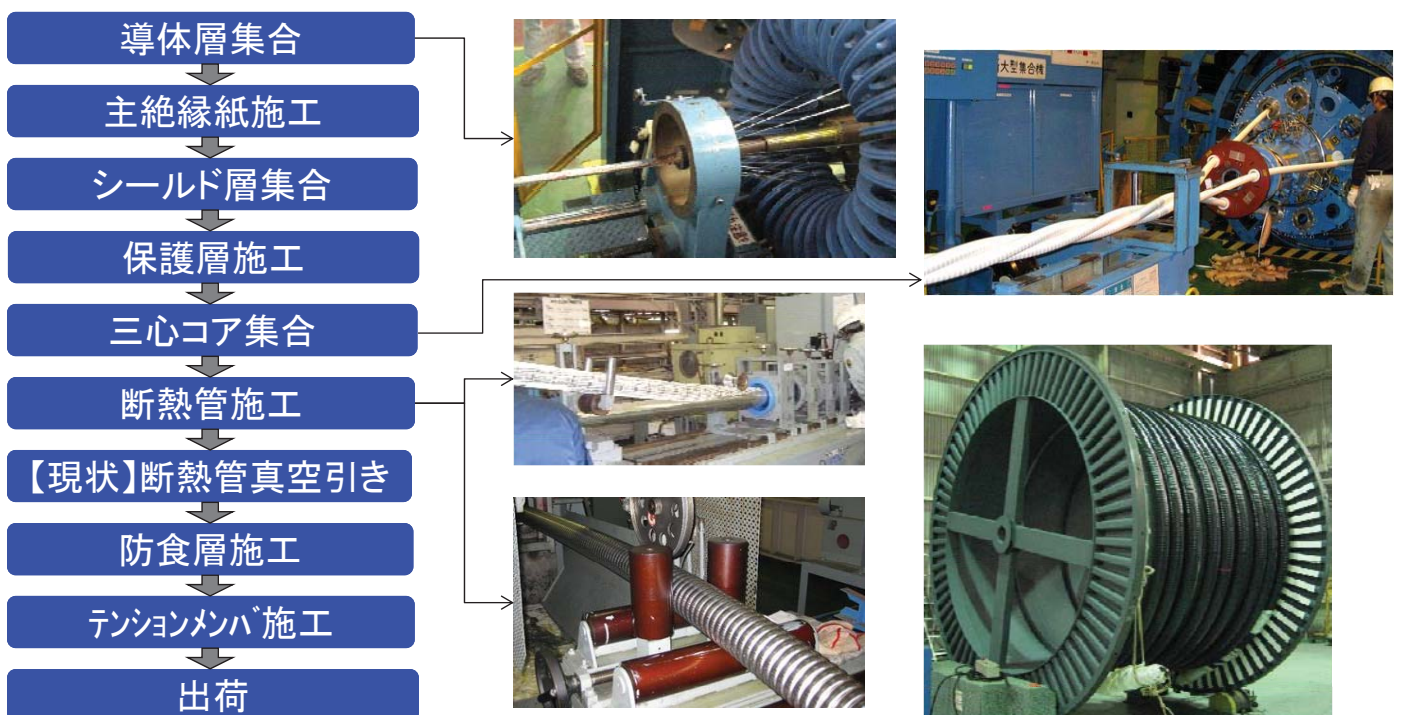 導体層集合
主絶縁紙施工
シールド層集合
保護層施工
三心コア集合
断熱管施工
【現状】断熱管真空引き
防食層施工
テンションメンバ゙施工
出荷
大型集合機